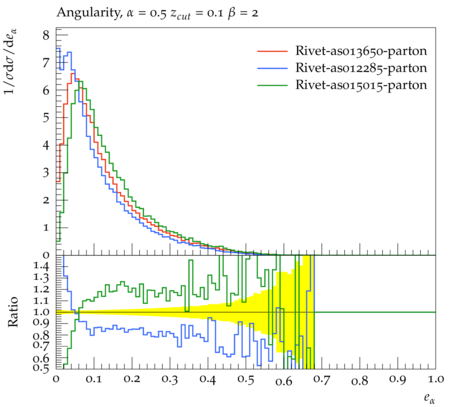 Angularity, α = 0.5 z_cut = 0.1 β = 2
1/σdσ/de_α
8
7
6
5
4
3
2
1
0
Rivet-as013650-parton
Rivet-as012285-parton
Rivet-as015015-parton
Ratio
1.4
1.3
1.2
1.1
1.0
0.9
0.8
0.7
0.6
0.5
0 0.1 0.2 0.3 0.4 0.5 0.6 0.7 0.8 0.9 1.0
e_α